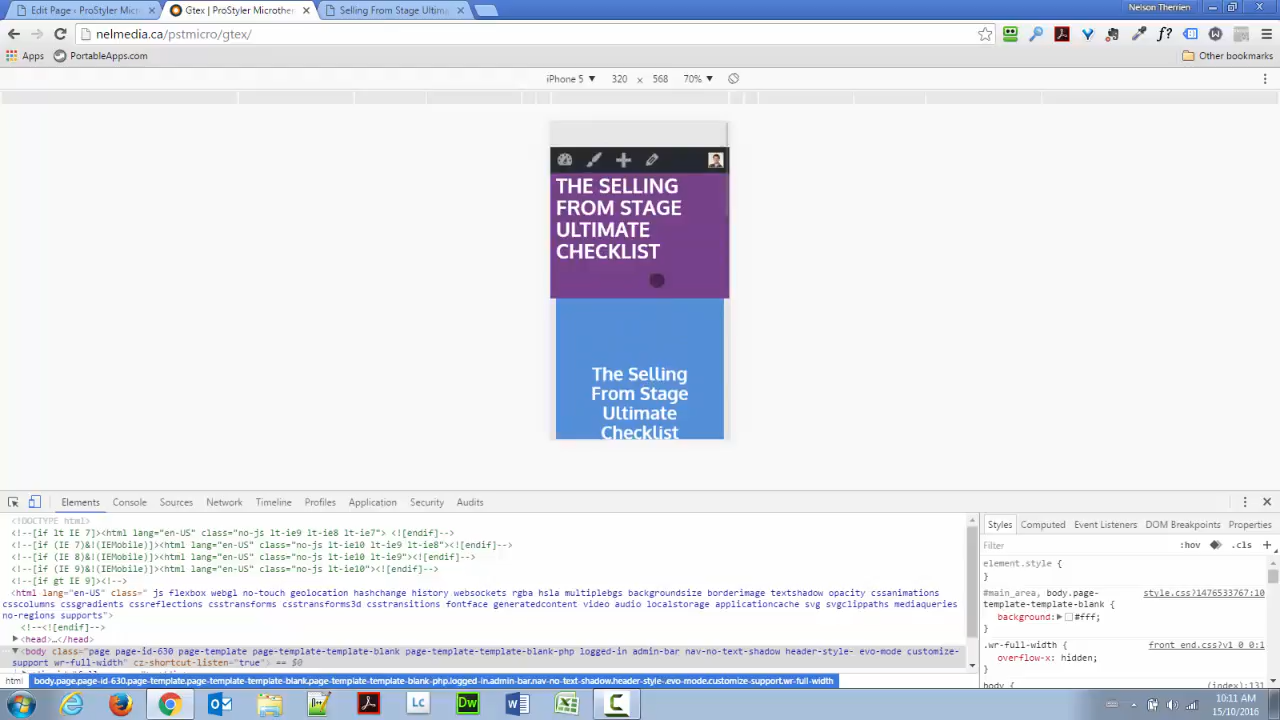 Edit Page ‹ ProStyler Micr
Gtex | ProStyler Microther
Selling From Stage Ultima
Nelson Therrien
nelmedia.ca/pstmicro/gtex/
Apps
PortableApps.com
Other bookmarks
iPhone 5 ▼ 320 × 568 70% ▼
THE SELLING
FROM STAGE
ULTIMATE
CHECKLIST
The Selling
From Stage
Ultimate
Checklist
Elements Console Sources Network Timeline Profiles Application Security Audits
<!DOCTYPE html>
<!--[if lt IE 7]><html lang="en-US" class="no-js lt-ie9 lt-ie8 lt-ie7"> <![endif]-->
<!--[if (IE 7)&!(IEMobile)]><html lang="en-US" class="no-js lt-ie10 lt-ie9 lt-ie8"><![endif]-->
<!--[if (IE 8)&!(IEMobile)]><html lang="en-US" class="no-js lt-ie10 lt-ie9"><![endif]-->
<!--[if (IE 9)&!(IEMobile)]><html lang="en-US" class="no-js lt-ie10"><![endif]-->
<!--[if gt IE 9]><!-->
<html lang="en-US" class=" js flexbox webgl no-touch geolocation hashchange history websockets rgba hsla multiplebgs backgroundsize borderimage textshadow opacity cssanimations
csscolumns cssgradients cssreflections csstransforms csstransforms3d csstransitions fontface generatedcontent video audio localstorage applicationcache svg svgclippaths mediaqueries
no-regions supports">
<!--<![endif]-->
▶<head>…</head>
▼<body class="page page-id-630 page-template page-template-template-blank page-template-template-blank-php logged-in admin-bar nav-no-text-shadow header-style- evo-mode customize-
support wr-full-width" cz-shortcut-listen="true"> == $0
html body.page.page-id-630.page-template.page-template-template-blank.page-template-template-blank-php.logged-in.admin-bar.nav-no-text-shadow.header-style-.evo-mode.customize-support.wr-full-width
Styles Computed Event Listeners DOM Breakpoints Properties
Filter :hov .cls +
element.style {
}
#main_area, body.page- style.css?1476533767:10
template-template-blank {
background:▶ #fff;
}
.wr-full-width { front_end.css?v1_0_0:1
overflow-x: hidden;
}
body { (index):131
10:11 AM
15/10/2016